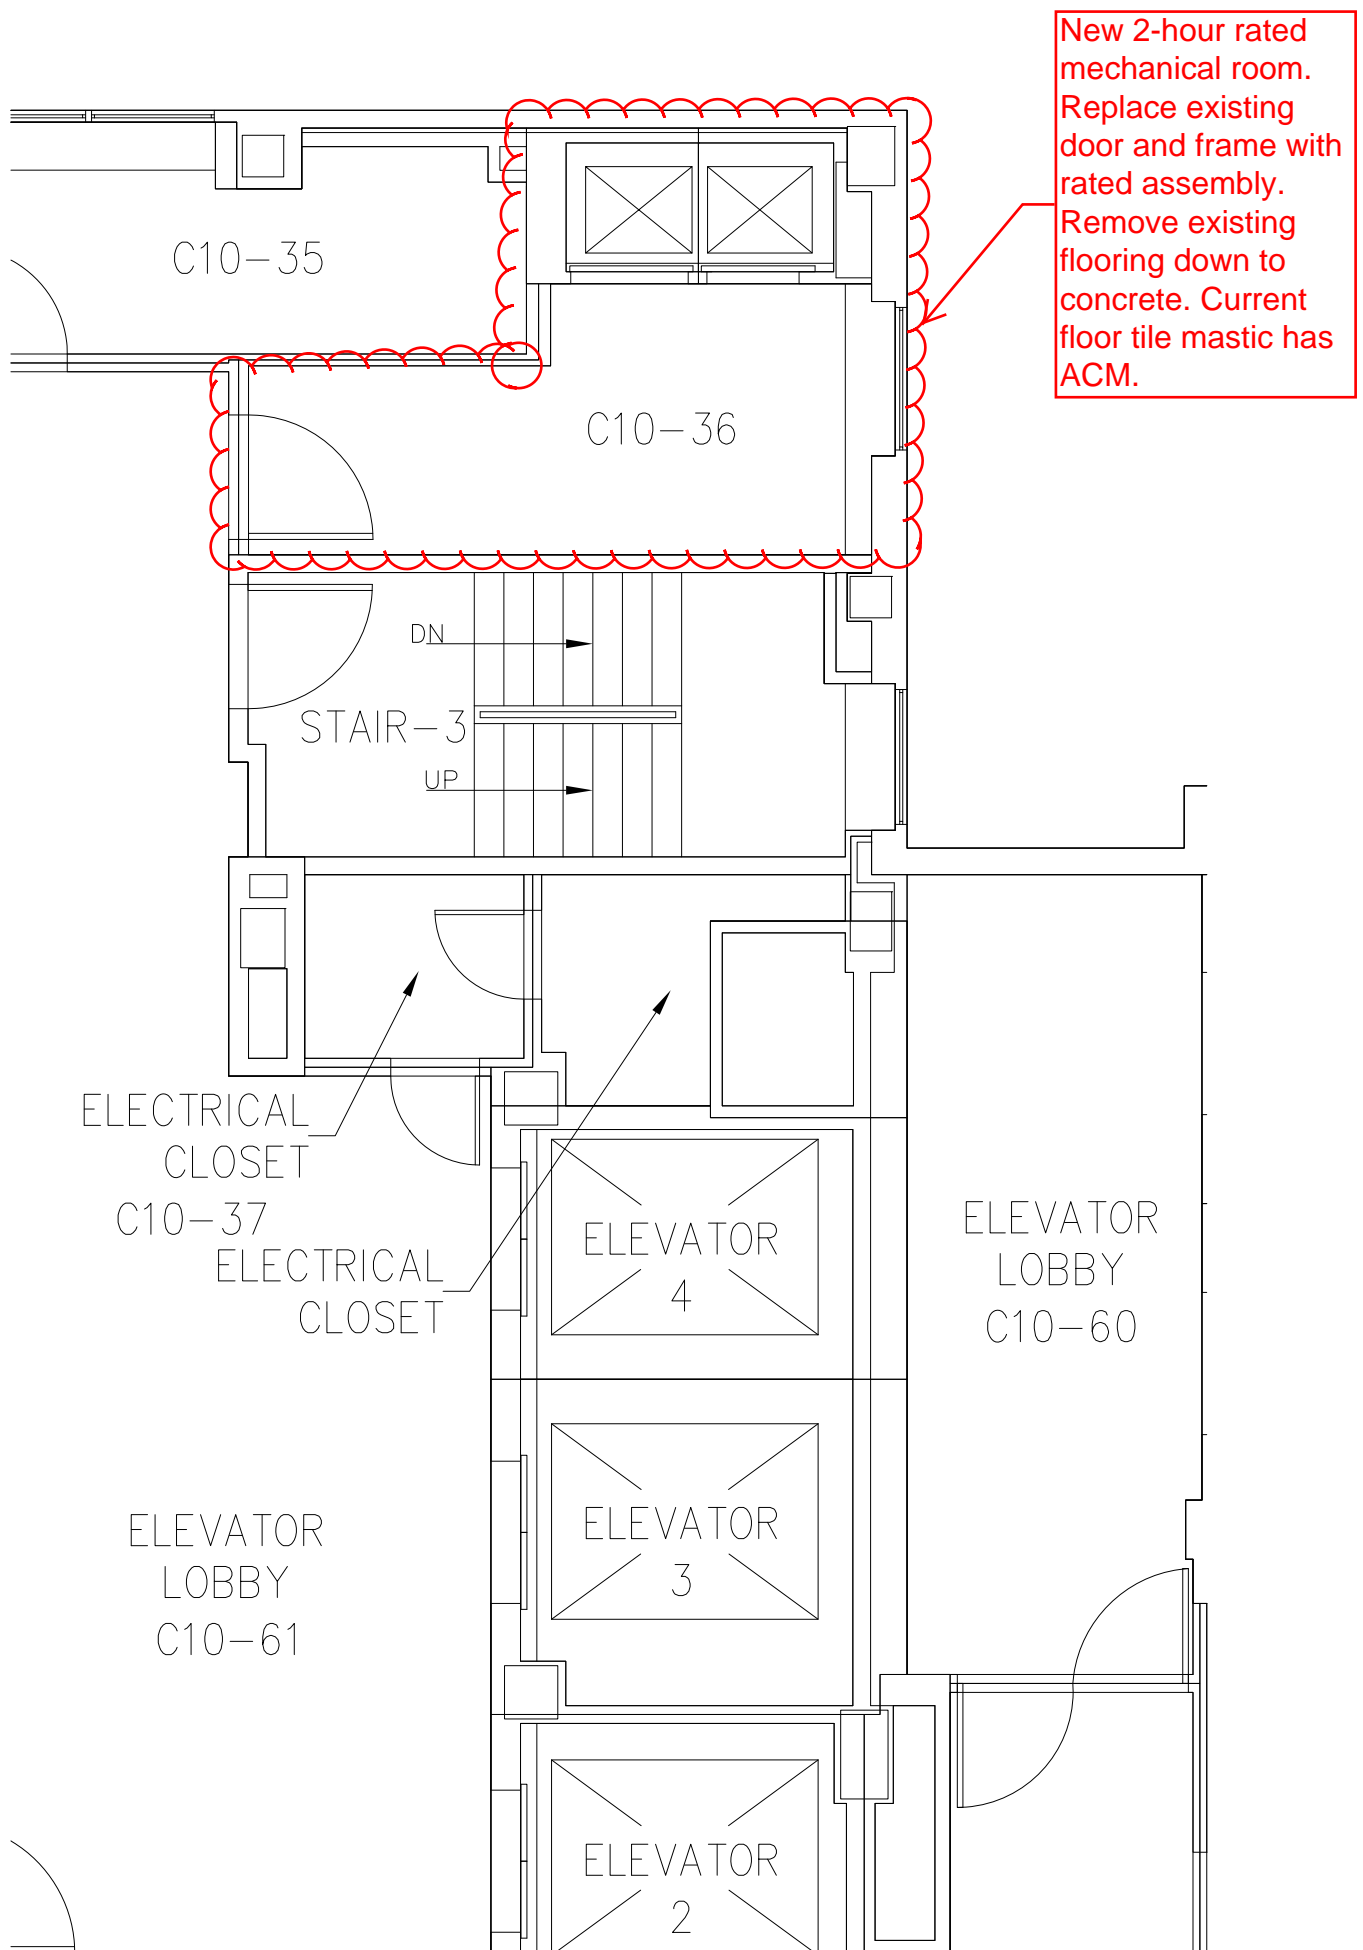 New 2-hour rated
mechanical room.
Replace existing
door and frame with
rated assembly.
Remove existing
flooring down to
concrete. Current
floor tile mastic has
ACM.
C10-35
C10-36
DN
STAIR-3
UP
ELECTRICAL
CLOSET
C10-37
ELECTRICAL
CLOSET
ELEVATOR
4
ELEVATOR
LOBBY
C10-60
ELEVATOR
3
ELEVATOR
LOBBY
C10-61
ELEVATOR
2